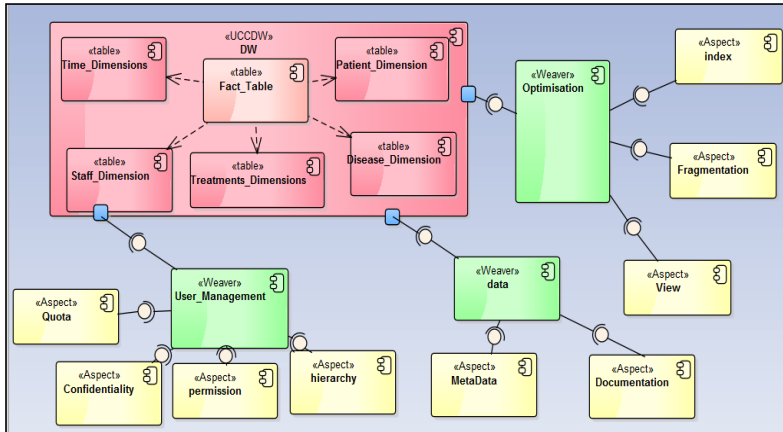 «UCCDW»
DW
«table»
Time_Dimensions
«table»
Fact_Table
«table»
Patient_Dimension
«table»
Staff_Dimension
«table»
Treatments_Dimensions
«table»
Disease_Dimension
«Weaver»
Optimisation
«Aspect»
index
«Aspect»
Fragmentation
«Aspect»
View
«Weaver»
User_Management
«Weaver»
data
«Aspect»
Quota
«Aspect»
Confidentiality
«Aspect»
permission
«Aspect»
hierarchy
«Aspect»
MetaData
«Aspect»
Documentation